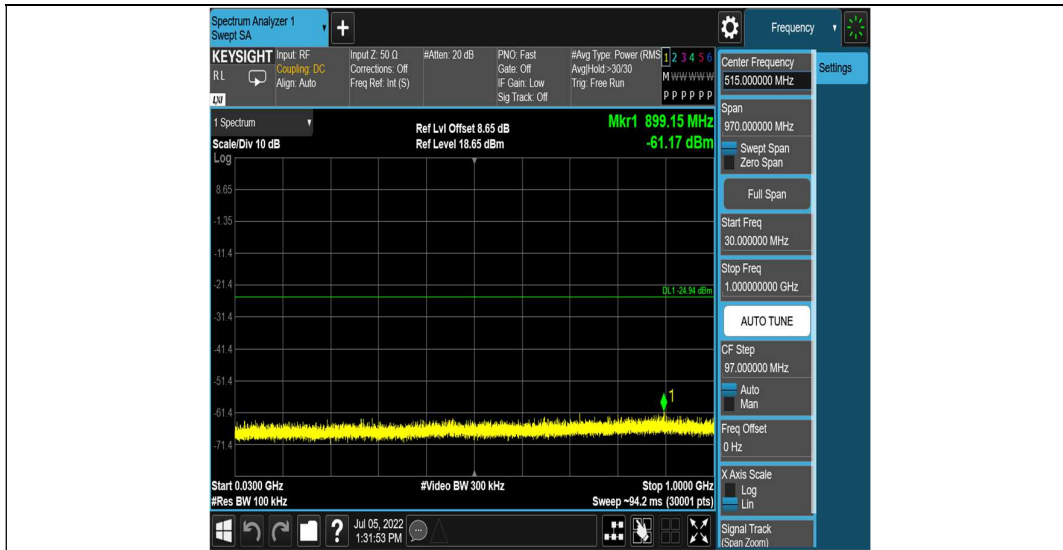 Spectrum Analyzer 1
Swept SA
+
Frequency
KEYSIGHT
RL
LXI
Input: RF
Coupling: DC
Align: Auto
Input Z: 50 Ω
Corrections: Off
Freq Ref: Int (S)
#Atten: 20 dB
PNO: Fast
Gate: Off
IF Gain: Low
Sig Track: Off
#Avg Type: Power (RMS
Avg|Hold:>30/30
Trig: Free Run
1 2 3 4 5 6
M W W W W W
P P P P P P
1 Spectrum
Scale/Div 10 dB
Log
Ref Lvl Offset 8.65 dB
Ref Level 18.65 dBm
Mkr1 899.15 MHz
-61.17 dBm
8.65
-1.35
-11.4
-21.4
DL1 -24.94 dBm
-31.4
-41.4
-51.4
1
-61.4
-71.4
Start 0.0300 GHz
#Res BW 100 kHz
#Video BW 300 kHz
Stop 1.0000 GHz
Sweep ~94.2 ms (30001 pts)
?
Jul 05, 2022
1:31:53 PM
Center Frequency
515.000000 MHz
Settings
Span
970.000000 MHz
Swept Span
Zero Span
Full Span
Start Freq
30.000000 MHz
Stop Freq
1.000000000 GHz
AUTO TUNE
CF Step
97.000000 MHz
Auto
Man
Freq Offset
0 Hz
X Axis Scale
Log
Lin
Signal Track
(Span Zoom)